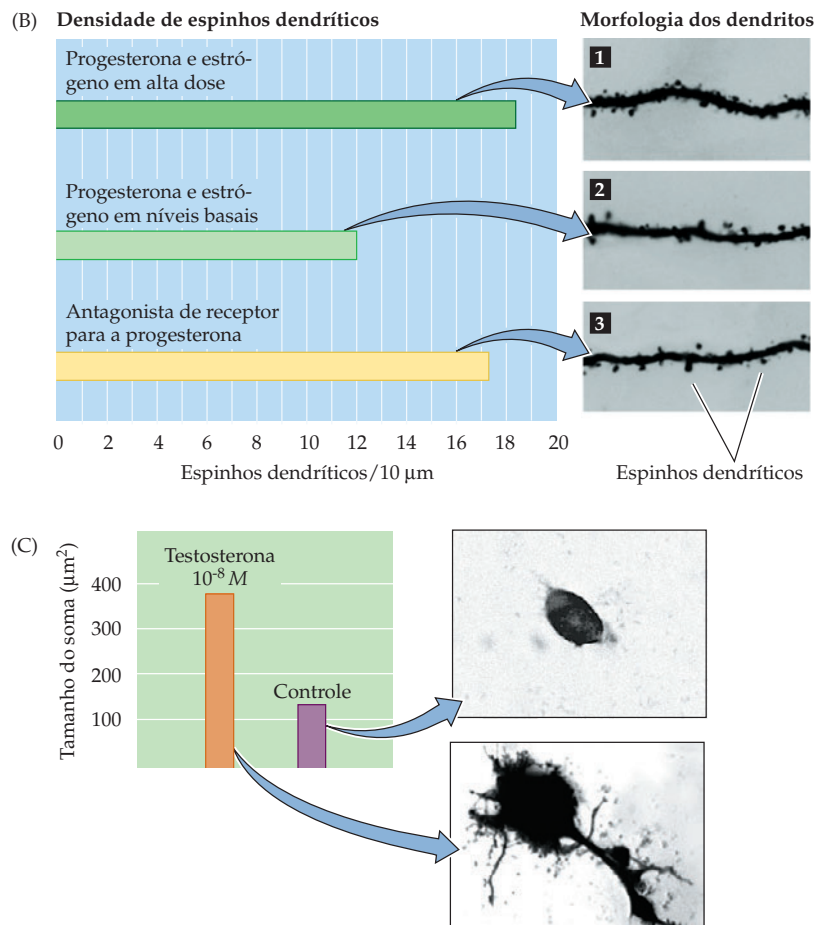 (B) Densidade de espinhos dendríticos
Morfologia dos dendritos
Progesterona e estró-
geno em alta dose
1
Progesterona e estró-
geno em níveis basais
2
Antagonista de receptor
para a progesterona
3
0 2 4 6 8 10 12 14 16 18 20
Espinhos dendríticos/10 µm
Espinhos dendríticos
(C)
Tamanho do soma (µm²)
400
300
200
100
Testosterona
10⁻⁸ M
Controle